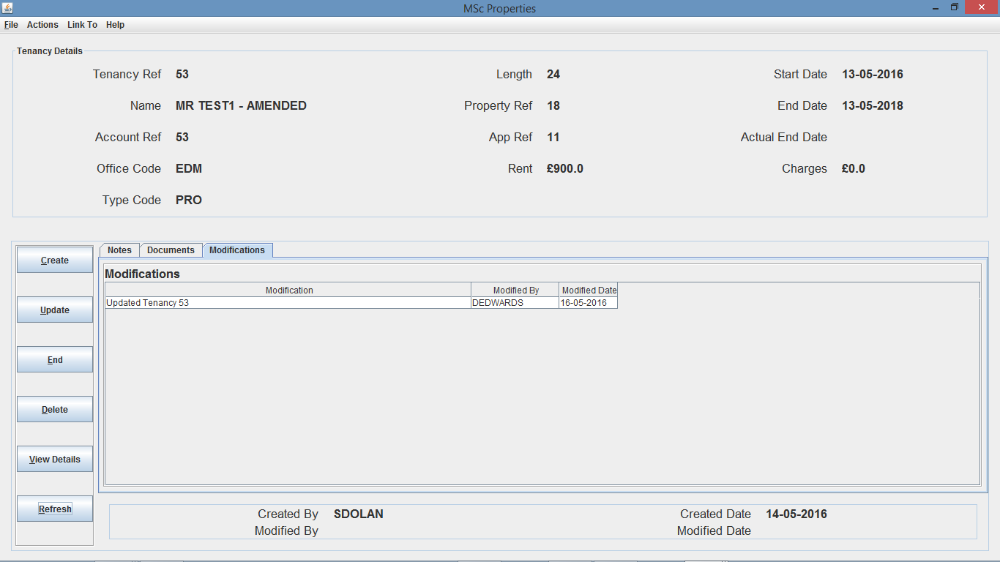 MSc Properties
File Actions Link To Help
Tenancy Details
Tenancy Ref 53 Length 24 Start Date 13-05-2016
Name MR TEST1 - AMENDED Property Ref 18 End Date 13-05-2018
Account Ref 53 App Ref 11 Actual End Date
Office Code EDM Rent £900.0 Charges £0.0
Type Code PRO
Create
Update
End
Delete
View Details
Refresh
Notes Documents Modifications
Modifications
Modification Modified By Modified Date
Updated Tenancy 53 DEDWARDS 16-05-2016
Created By SDOLAN Created Date 14-05-2016
Modified By Modified Date